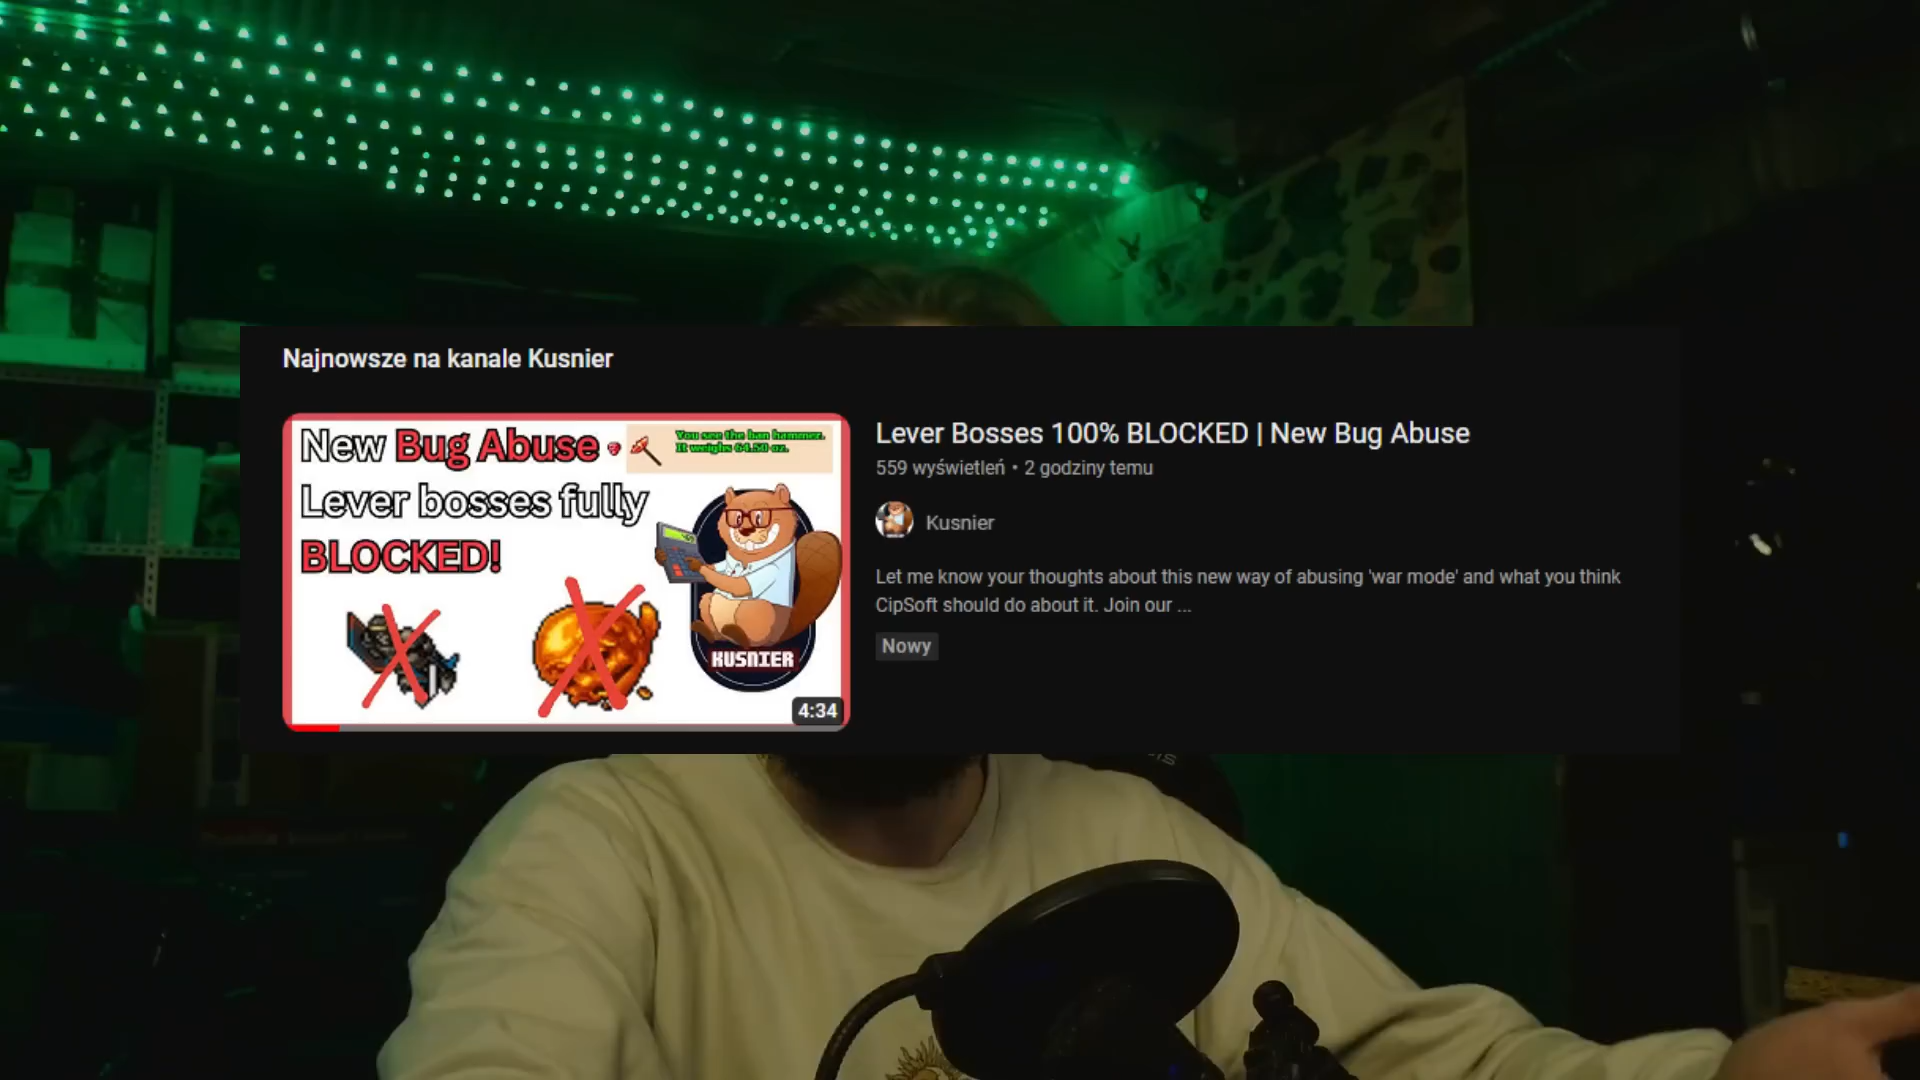 Najnowsze na kanale Kusnier
New Bug Abuse
You see the ban hammer.
It weighs 64.50 oz.
Lever bosses fully
BLOCKED!
KUSNIER
4:34
Lever Bosses 100% BLOCKED | New Bug Abuse
559 wyświetleń • 2 godziny temu
Kusnier
Let me know your thoughts about this new way of abusing 'war mode' and what you think
CipSoft should do about it. Join our ...
Nowy